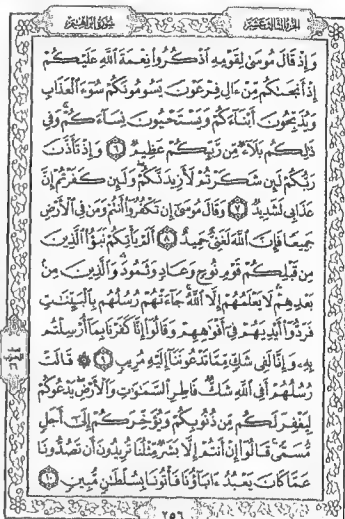 الجزء الثالث عشر
سورة إبراهيم
وَإِذْ قَالَ مُوسَىٰ لِقَوْمِهِ ٱذْكُرُوا۟ نِعْمَةَ ٱللَّهِ عَلَيْكُمْ
إِذْ أَنجَىٰكُم مِّنْ ءَالِ فِرْعَوْنَ يَسُومُونَكُمْ سُوٓءَ ٱلْعَذَابِ
وَيُذَبِّحُونَ أَبْنَآءَكُمْ وَيَسْتَحْيُونَ نِسَآءَكُمْ ۚ وَفِى
ذَٰلِكُم بَلَآءٌ مِّن رَّبِّكُمْ عَظِيمٌ ٦ وَإِذْ تَأَذَّنَ
رَبُّكُمْ لَئِن شَكَرْتُمْ لَأَزِيدَنَّكُمْ ۖ وَلَئِن كَفَرْتُمْ إِنَّ
عَذَابِى لَشَدِيدٌ ٧ وَقَالَ مُوسَىٰٓ إِن تَكْفُرُوٓا۟ أَنتُمْ وَمَن فِى ٱلْأَرْضِ
جَمِيعًا فَإِنَّ ٱللَّهَ لَغَنِىٌّ حَمِيدٌ ٨ أَلَمْ يَأْتِكُمْ نَبَؤُا۟ ٱلَّذِينَ
مِن قَبْلِكُمْ قَوْمِ نُوحٍ وَعَادٍ وَثَمُودَ ۛ وَٱلَّذِينَ مِنۢ
بَعْدِهِمْ ۛ لَا يَعْلَمُهُمْ إِلَّا ٱللَّهُ ۚ جَآءَتْهُمْ رُسُلُهُم بِٱلْبَيِّنَٰتِ
فَرَدُّوٓا۟ أَيْدِيَهُمْ فِىٓ أَفْوَٰهِهِمْ وَقَالُوٓا۟ إِنَّا كَفَرْنَا بِمَآ أُرْسِلْتُم
بِهِۦ وَإِنَّا لَفِى شَكٍّ مِّمَّا تَدْعُونَنَآ إِلَيْهِ مُرِيبٍ ٩ ۞ قَالَتْ
رُسُلُهُمْ أَفِى ٱللَّهِ شَكٌّ فَاطِرِ ٱلسَّمَٰوَٰتِ وَٱلْأَرْضِ ۖ يَدْعُوكُمْ
لِيَغْفِرَ لَكُم مِّن ذُنُوبِكُمْ وَيُؤَخِّرَكُمْ إِلَىٰٓ أَجَلٍ
مُّسَمًّى ۚ قَالُوٓا۟ إِنْ أَنتُمْ إِلَّا بَشَرٌ مِّثْلُنَا تُرِيدُونَ أَن تَصُدُّونَا
عَمَّا كَانَ يَعْبُدُ ءَابَآؤُنَا فَأْتُونَا بِسُلْطَٰنٍ مُّبِينٍ ١٠
نصف
الحزب
٢٦
٢٥٦